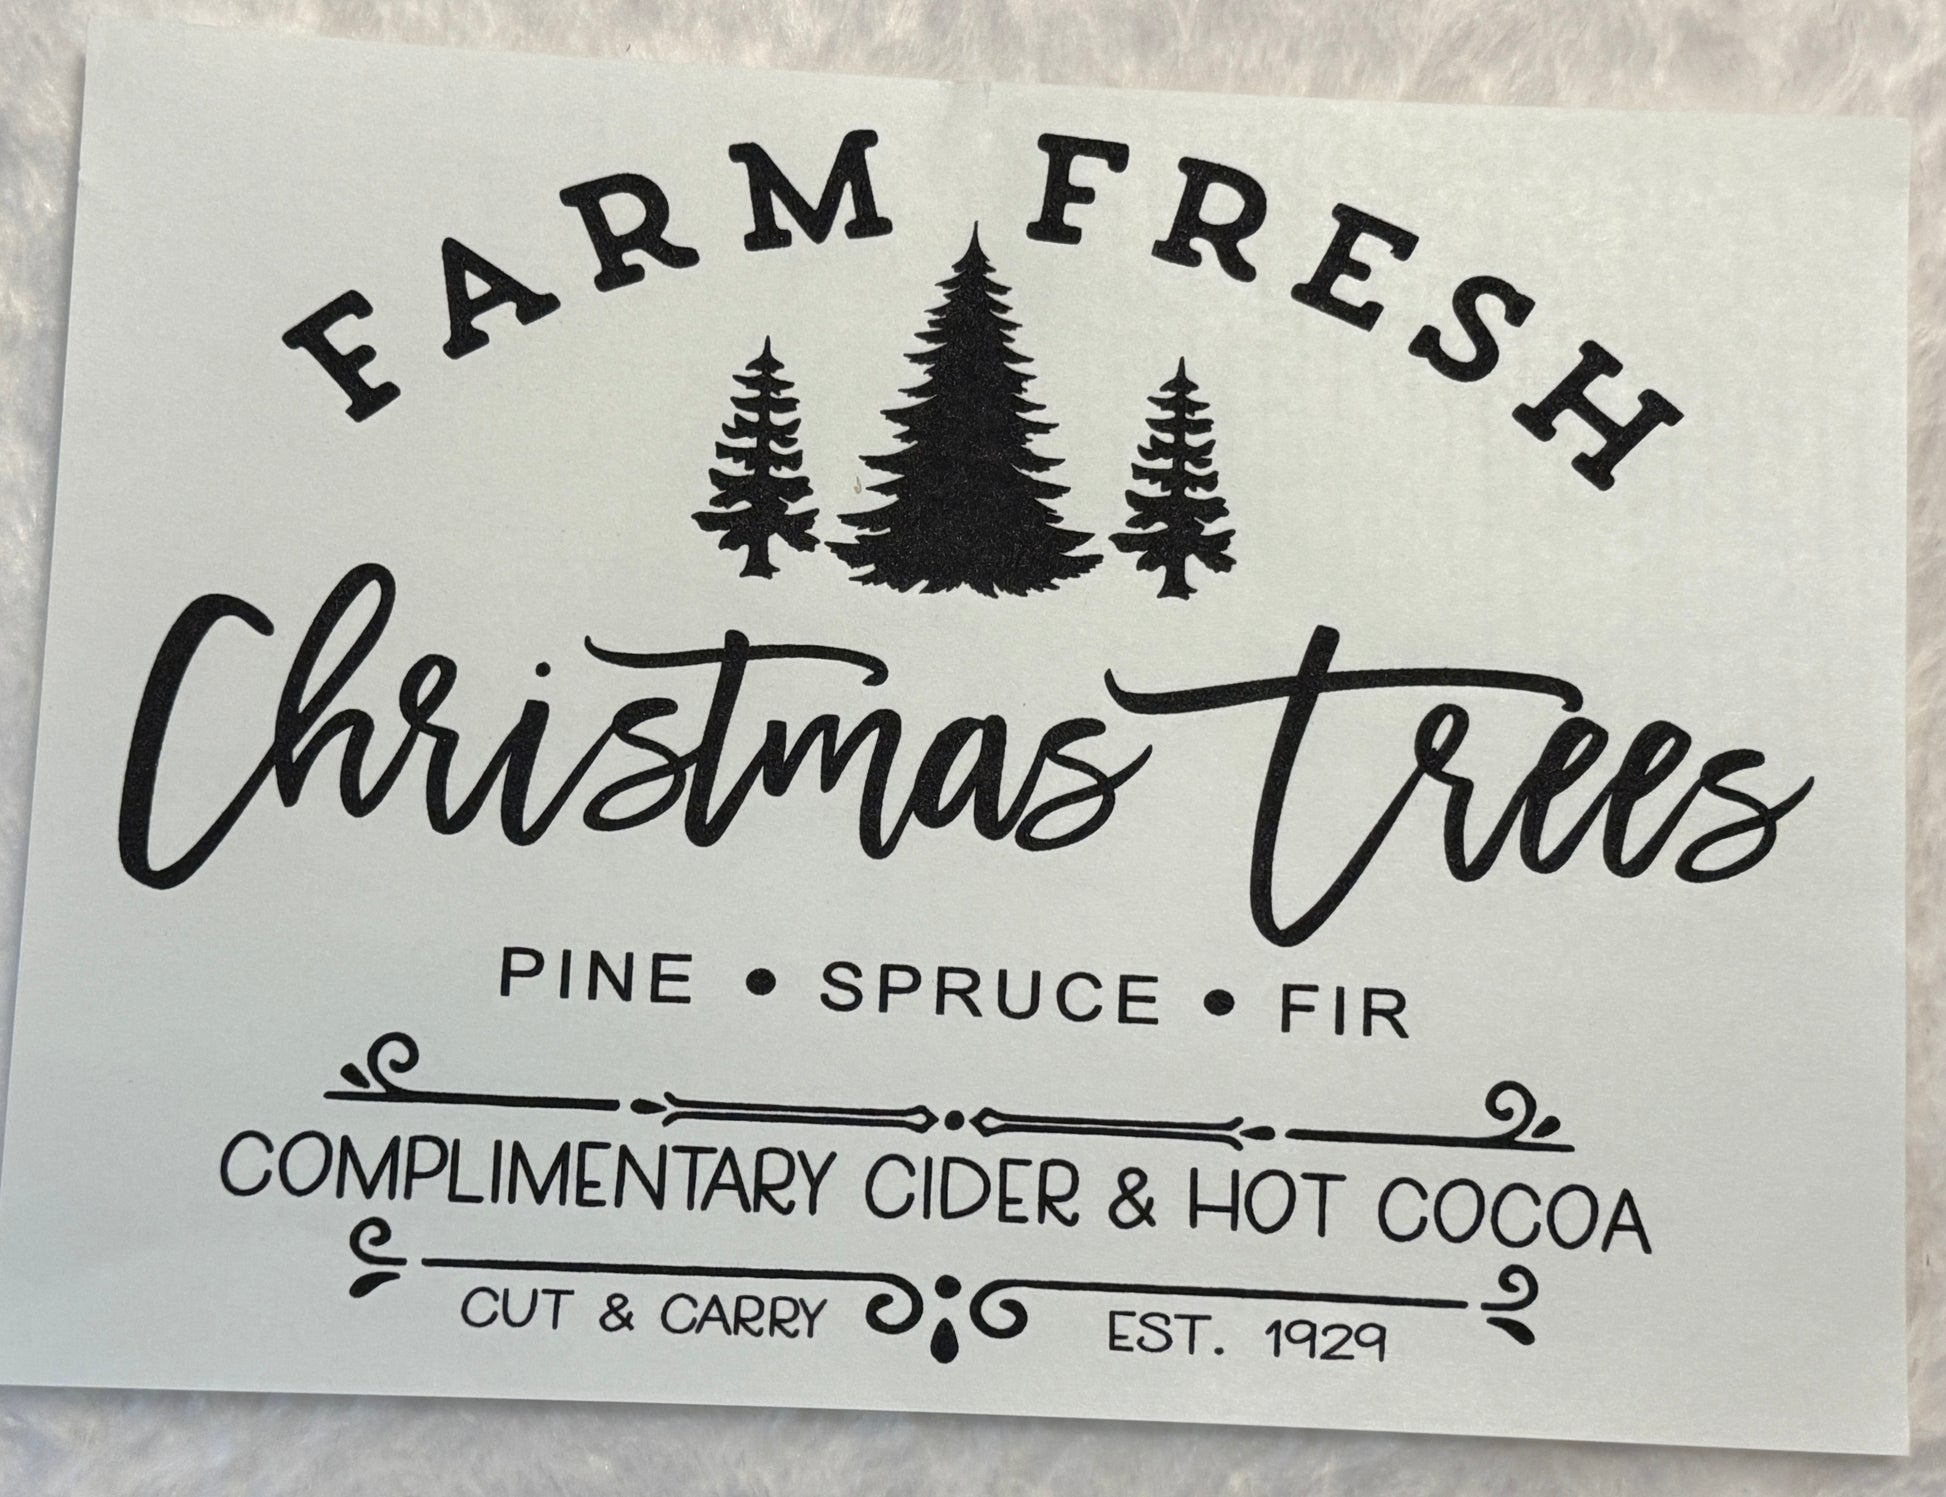 FARM FRESH
Christmas trees
PINE • SPRUCE • FIR
COMPLIMENTARY CIDER & HOT COCOA
CUT & CARRY EST. 1929